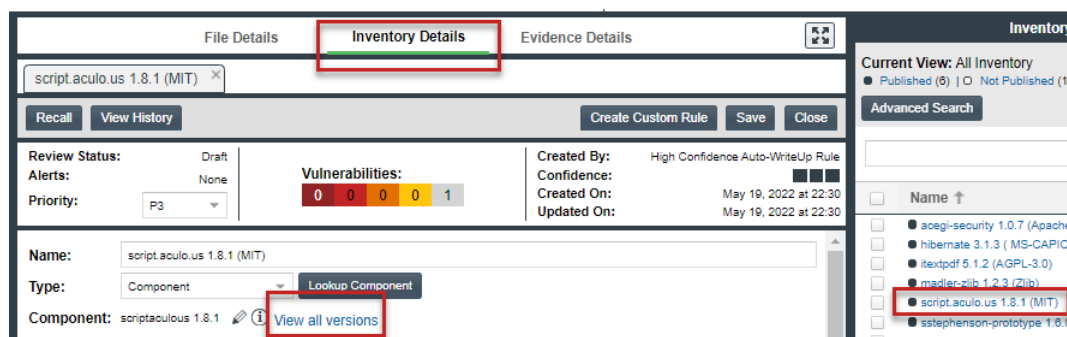 File Details
Inventory Details
Evidence Details
script.aculo.us 1.8.1 (MIT) ×
Recall
View History
Create Custom Rule
Save
Close
Review Status: Draft
Alerts: None
Priority: P3
Vulnerabilities:
0 0 0 0 1
Created By: High Confidence Auto-WriteUp Rule
Confidence:
Created On: May 19, 2022 at 22:30
Updated On: May 19, 2022 at 22:30
Name: script.aculo.us 1.8.1 (MIT)
Type: Component
Lookup Component
Component: scriptaculous 1.8.1
View all versions
Inventory
Current View: All Inventory
Published (6) | Not Published (1
Advanced Search
Name ↑
acegi-security 1.0.7 (Apache
hibernate 3.1.3 ( MS-CAPIC
itextpdf 5.1.2 (AGPL-3.0)
madler-zlib 1.2.3 (Zlib)
script.aculo.us 1.8.1 (MIT)
sstephenson-prototype 1.6.0